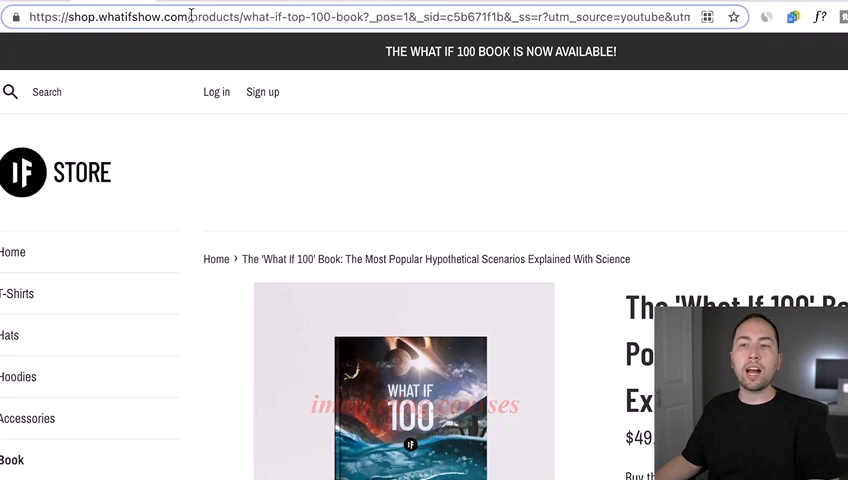 https://shop.whatifshow.com/products/what-if-top-100-book?_pos=1&_sid=c5b671f1b&_ss=r?utm_source=youtube&utm
THE WHAT IF 100 BOOK IS NOW AVAILABLE!
Search
Log in
Sign up
IF STORE
Home
T-Shirts
Hats
Hoodies
Accessories
Book
Home › The 'What If 100' Book: The Most Popular Hypothetical Scenarios Explained With Science
WHAT IF
100
IF
The 'What If 100' Bo
Po
Ex
$49.
Buy th